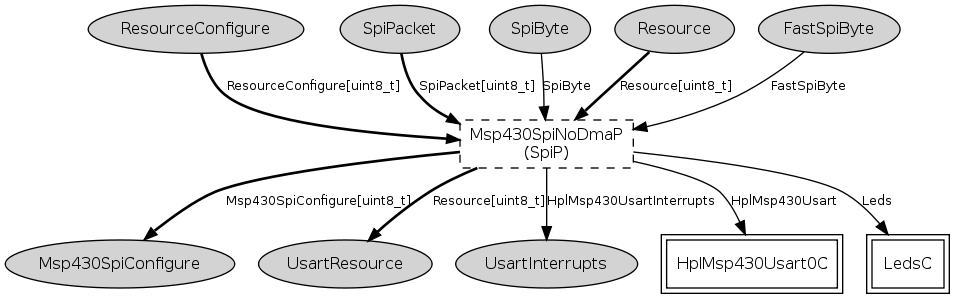 ResourceConfigure
SpiPacket
SpiByte
Resource
FastSpiByte
ResourceConfigure[uint8_t]
SpiPacket[uint8_t]
SpiByte
Resource[uint8_t]
FastSpiByte
Msp430SpiNoDmaP
(SpiP)
Msp430SpiConfigure[uint8_t]
Resource[uint8_t]
HplMsp430UsartInterrupts
HplMsp430Usart
Leds
Msp430SpiConfigure
UsartResource
UsartInterrupts
HplMsp430Usart0C
LedsC